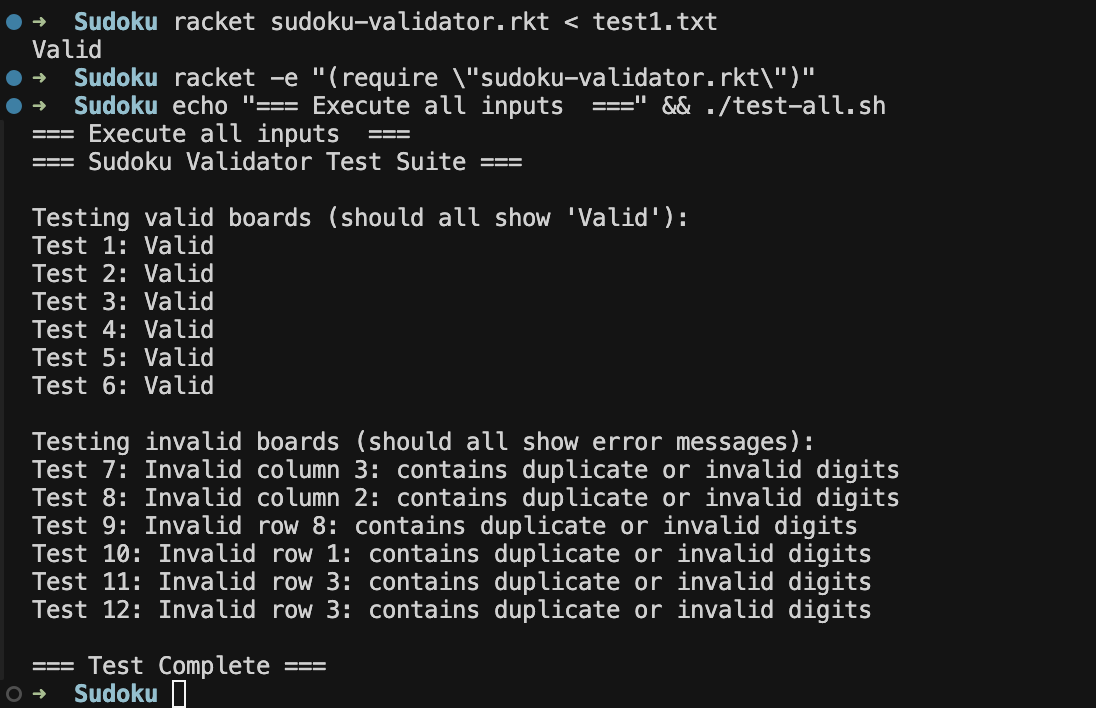 ➜ Sudoku racket sudoku-validator.rkt < test1.txt
Valid
➜ Sudoku racket -e "(require \"sudoku-validator.rkt\")"
➜ Sudoku echo "=== Execute all inputs  ===" && ./test-all.sh
=== Execute all inputs  ===
=== Sudoku Validator Test Suite ===
Testing valid boards (should all show 'Valid'):
Test 1: Valid
Test 2: Valid
Test 3: Valid
Test 4: Valid
Test 5: Valid
Test 6: Valid
Testing invalid boards (should all show error messages):
Test 7: Invalid column 3: contains duplicate or invalid digits
Test 8: Invalid column 2: contains duplicate or invalid digits
Test 9: Invalid row 8: contains duplicate or invalid digits
Test 10: Invalid row 1: contains duplicate or invalid digits
Test 11: Invalid row 3: contains duplicate or invalid digits
Test 12: Invalid row 3: contains duplicate or invalid digits
=== Test Complete ===
➜ Sudoku